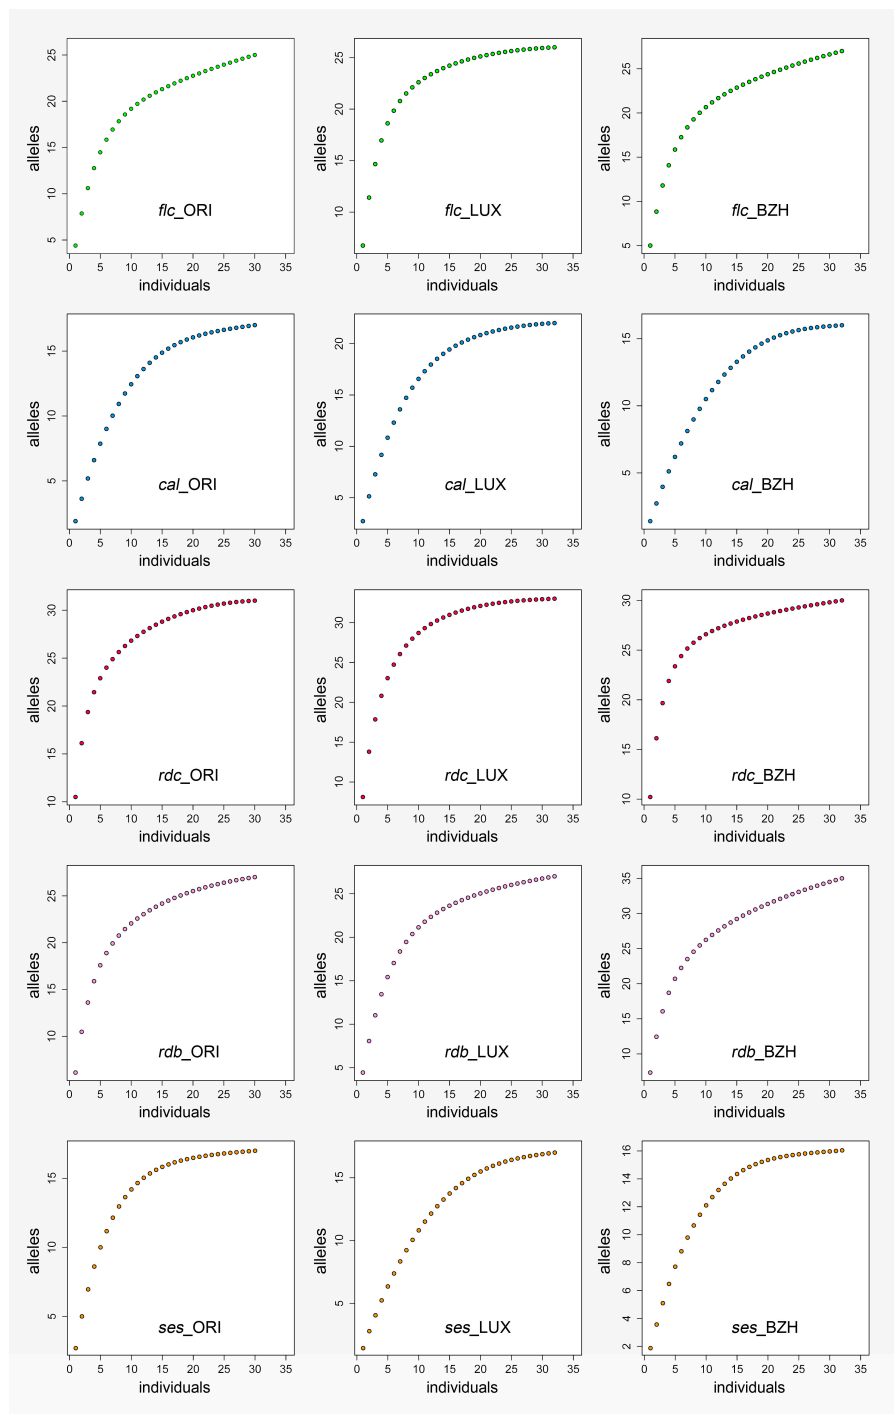 alleles
5 10 15 20 25
flc_ORI
0 5 10 15 20 25 30 35
individuals
alleles
10 15 20 25
flc_LUX
0 5 10 15 20 25 30 35
individuals
alleles
5 10 15 20 25
flc_BZH
0 5 10 15 20 25 30 35
individuals
alleles
5 10 15
cal_ORI
0 5 10 15 20 25 30 35
individuals
alleles
5 10 15 20
cal_LUX
0 5 10 15 20 25 30 35
individuals
alleles
5 10 15
cal_BZH
0 5 10 15 20 25 30 35
individuals
alleles
10 15 20 25 30
rdc_ORI
0 5 10 15 20 25 30 35
individuals
alleles
10 15 20 25 30
rdc_LUX
0 5 10 15 20 25 30 35
individuals
alleles
10 15 20 25 30
rdc_BZH
0 5 10 15 20 25 30 35
individuals
alleles
10 15 20 25
rdb_ORI
0 5 10 15 20 25 30 35
individuals
alleles
5 10 15 20 25
rdb_LUX
0 5 10 15 20 25 30 35
individuals
alleles
10 15 20 25 30 35
rdb_BZH
0 5 10 15 20 25 30 35
individuals
alleles
5 10 15
ses_ORI
0 5 10 15 20 25 30 35
individuals
alleles
5 10 15
ses_LUX
0 5 10 15 20 25 30 35
individuals
alleles
2 4 6 8 10 12 14 16
ses_BZH
0 5 10 15 20 25 30 35
individuals